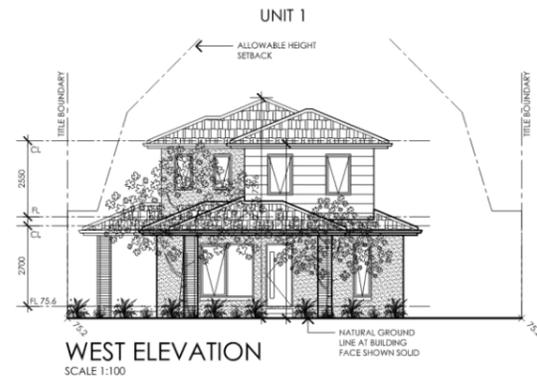 UNIT 1
ALLOWABLE HEIGHT
SETBACK
TITLE BOUNDARY
TITLE BOUNDARY
CL
2550
FL
CL
2700
FL 75.6
75.2
NATURAL GROUND
LINE AT BUILDING
FACE SHOWN SOLID
WEST ELEVATION
SCALE 1:100